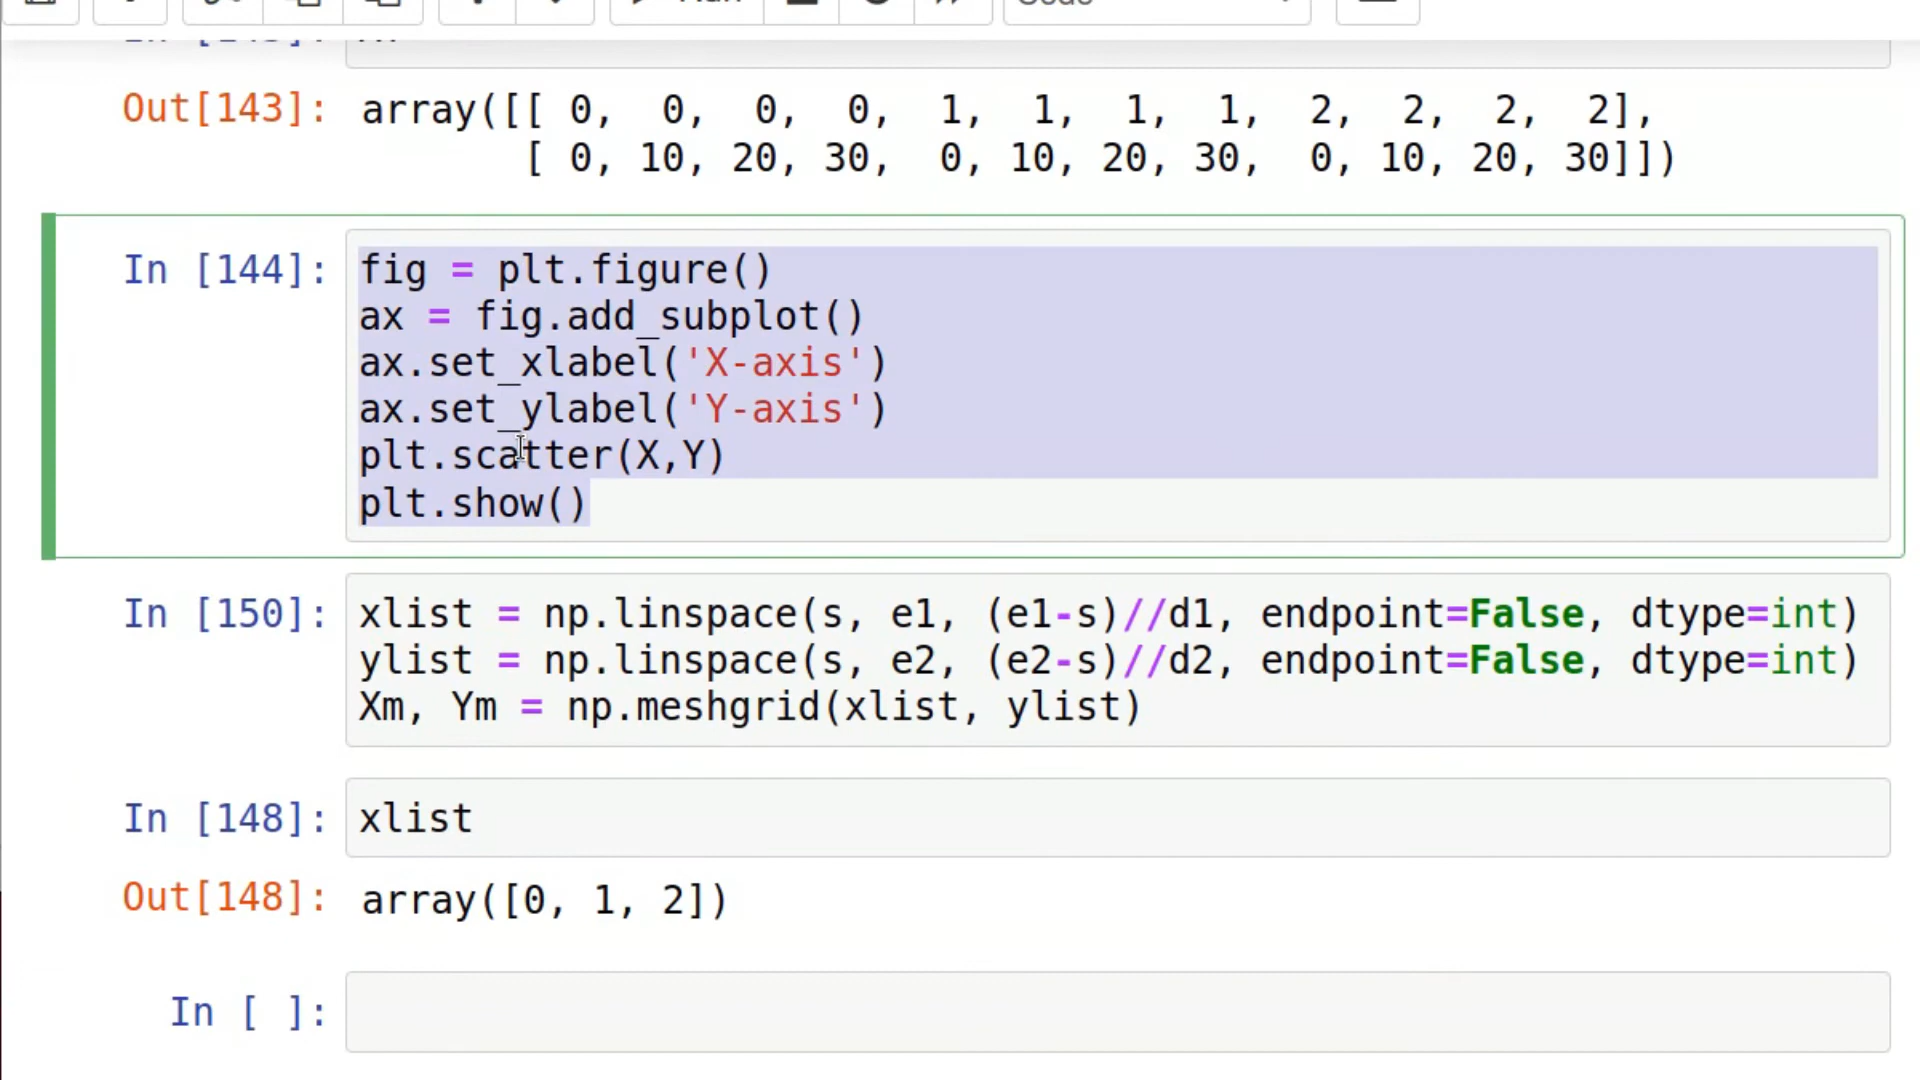 Code
Out[143]: array([[ 0,  0,  0,  0,  1,  1,  1,  1,  2,  2,  2,  2],
[ 0, 10, 20, 30,  0, 10, 20, 30,  0, 10, 20, 30]])
In [144]: fig = plt.figure()
ax = fig.add_subplot()
ax.set_xlabel('X-axis')
ax.set_ylabel('Y-axis')
plt.scatter(X,Y)
plt.show()
In [150]: xlist = np.linspace(s, e1, (e1-s)//d1, endpoint=False, dtype=int)
ylist = np.linspace(s, e2, (e2-s)//d2, endpoint=False, dtype=int)
Xm, Ym = np.meshgrid(xlist, ylist)
In [148]: xlist
Out[148]: array([0, 1, 2])
In [ ]: